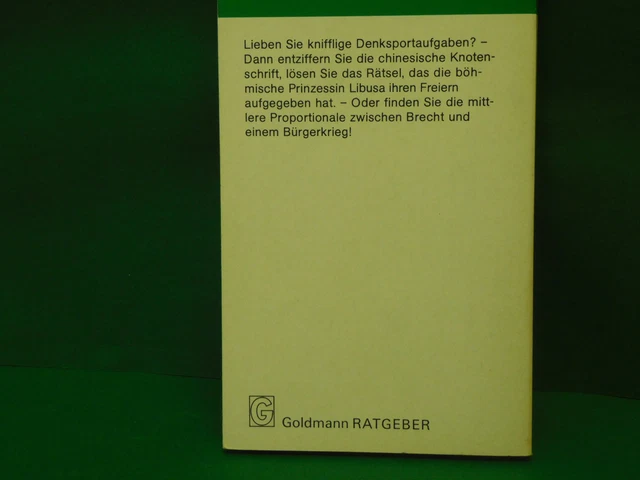 Lieben Sie knifflige Denksportaufgaben? –
Dann entziffern Sie die chinesische Knoten-
schrift, lösen Sie das Rätsel, das die böh-
mische Prinzessin Libusa ihren Freiern
aufgegeben hat. – Oder finden Sie die mitt-
lere Proportionale zwischen Brecht und
einem Bürgerkrieg!
G Goldmann RATGEBER